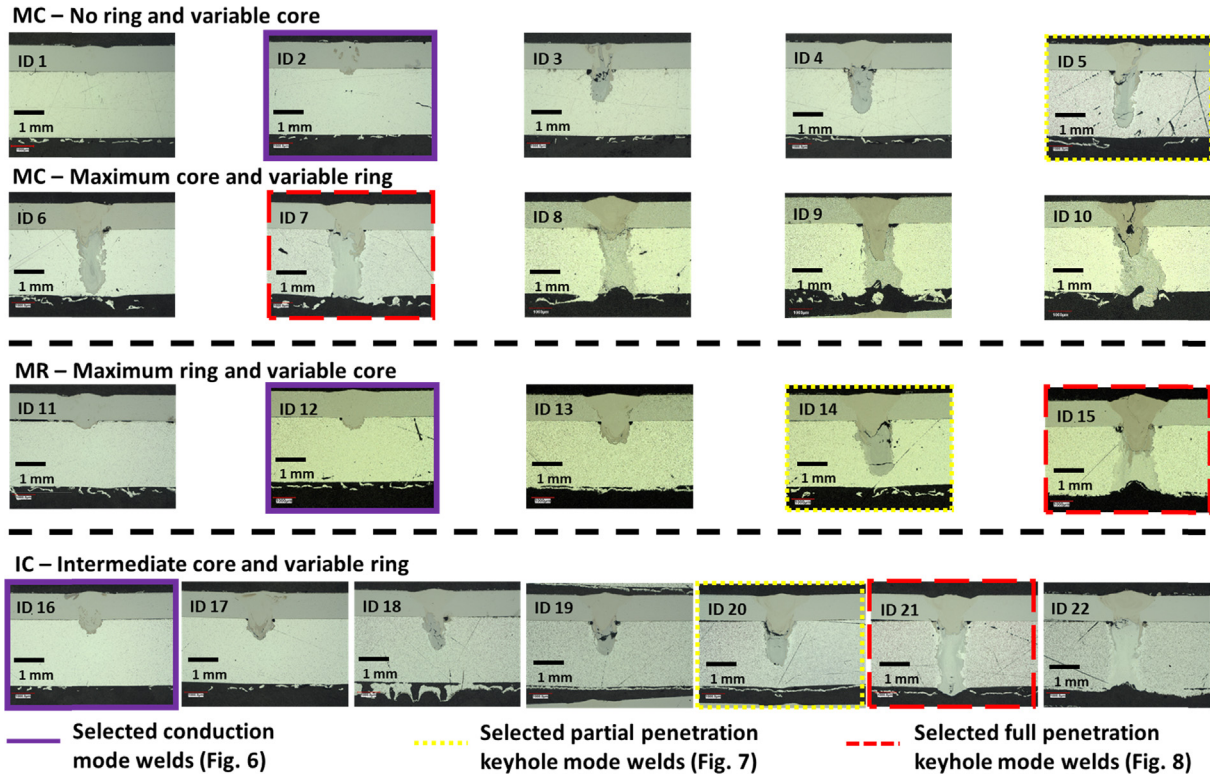 MC – No ring and variable core
ID 1
ID 2
ID 3
ID 4
ID 5
1 mm
1 mm
1 mm
1 mm
1 mm
MC – Maximum core and variable ring
ID 6
ID 7
ID 8
ID 9
ID 10
1 mm
1 mm
1 mm
1 mm
1 mm
MR – Maximum ring and variable core
ID 11
ID 12
ID 13
ID 14
ID 15
1 mm
1 mm
1 mm
1 mm
1 mm
IC – Intermediate core and variable ring
ID 16
ID 17
ID 18
ID 19
ID 20
ID 21
ID 22
1 mm
1 mm
1 mm
1 mm
1 mm
1 mm
1 mm
Selected conduction
mode welds (Fig. 6)
Selected partial penetration
keyhole mode welds (Fig. 7)
Selected full penetration
keyhole mode welds (Fig. 8)